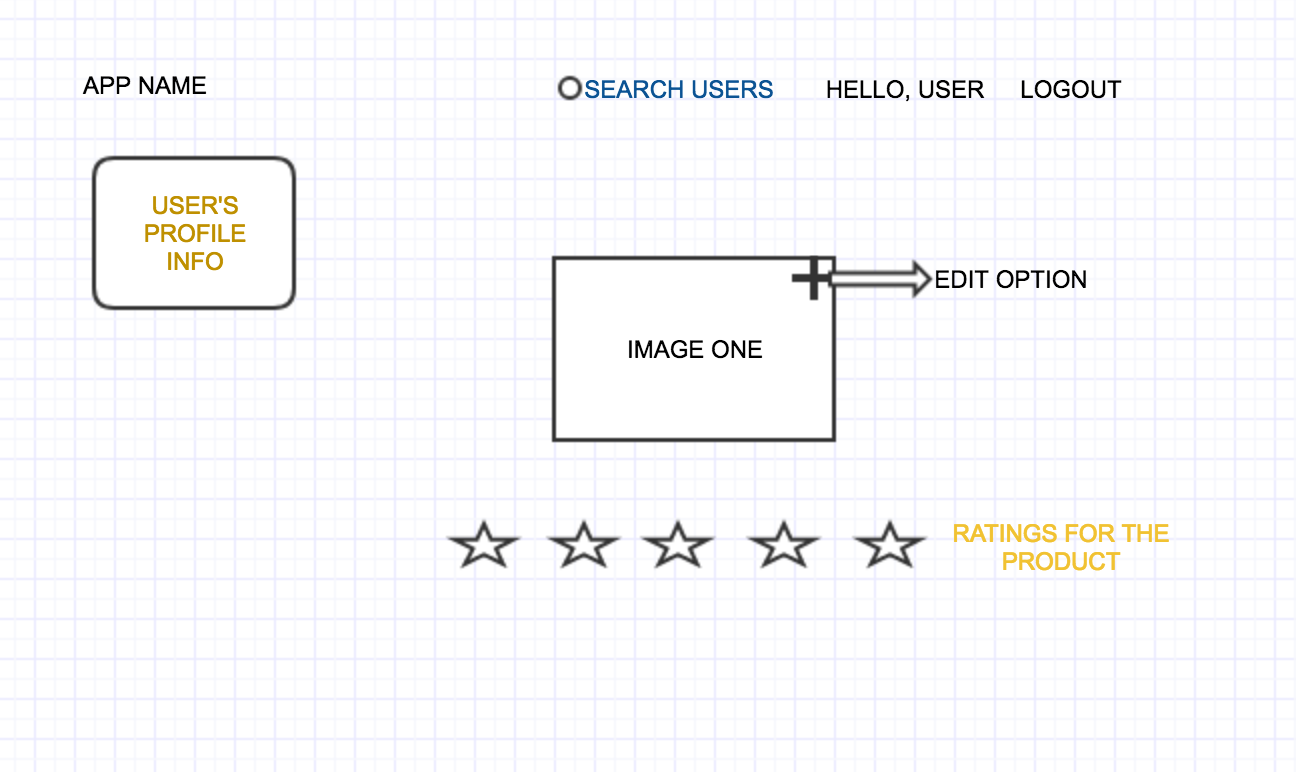 APP NAME
SEARCH USERS
HELLO, USER
LOGOUT
USER'S
PROFILE
INFO
EDIT OPTION
IMAGE ONE
RATINGS FOR THE
PRODUCT